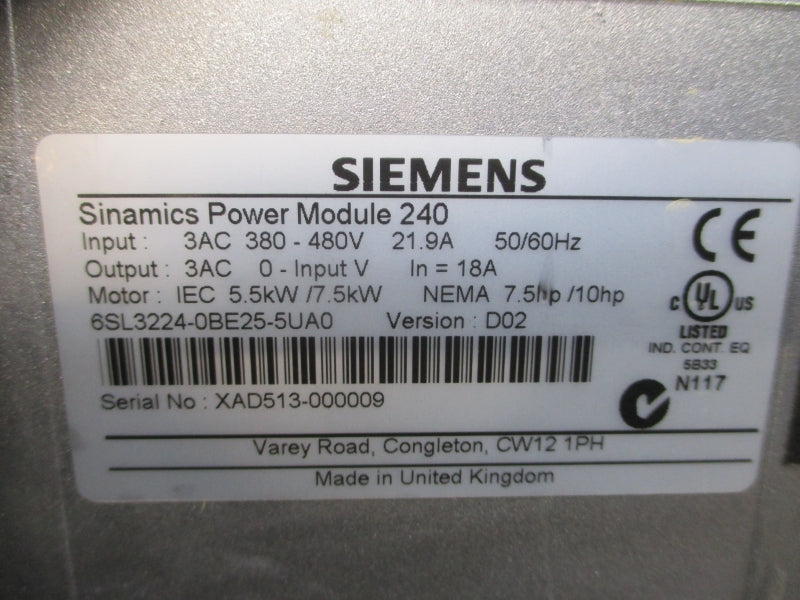 SIEMENS
Sinamics Power Module 240
Input : 3AC 380 - 480V 21.9A 50/60Hz
Output : 3AC 0 - Input V In = 18A
Motor : IEC 5.5kW /7.5kW NEMA 7.5hp /10hp
6SL3224-0BE25-5UA0 Version : D02
Serial No : XAD513-000009
CE
C UL US
LISTED
IND. CONT. EQ
5B33
N117
Varey Road, Congleton, CW12 1PH
Made in United Kingdom